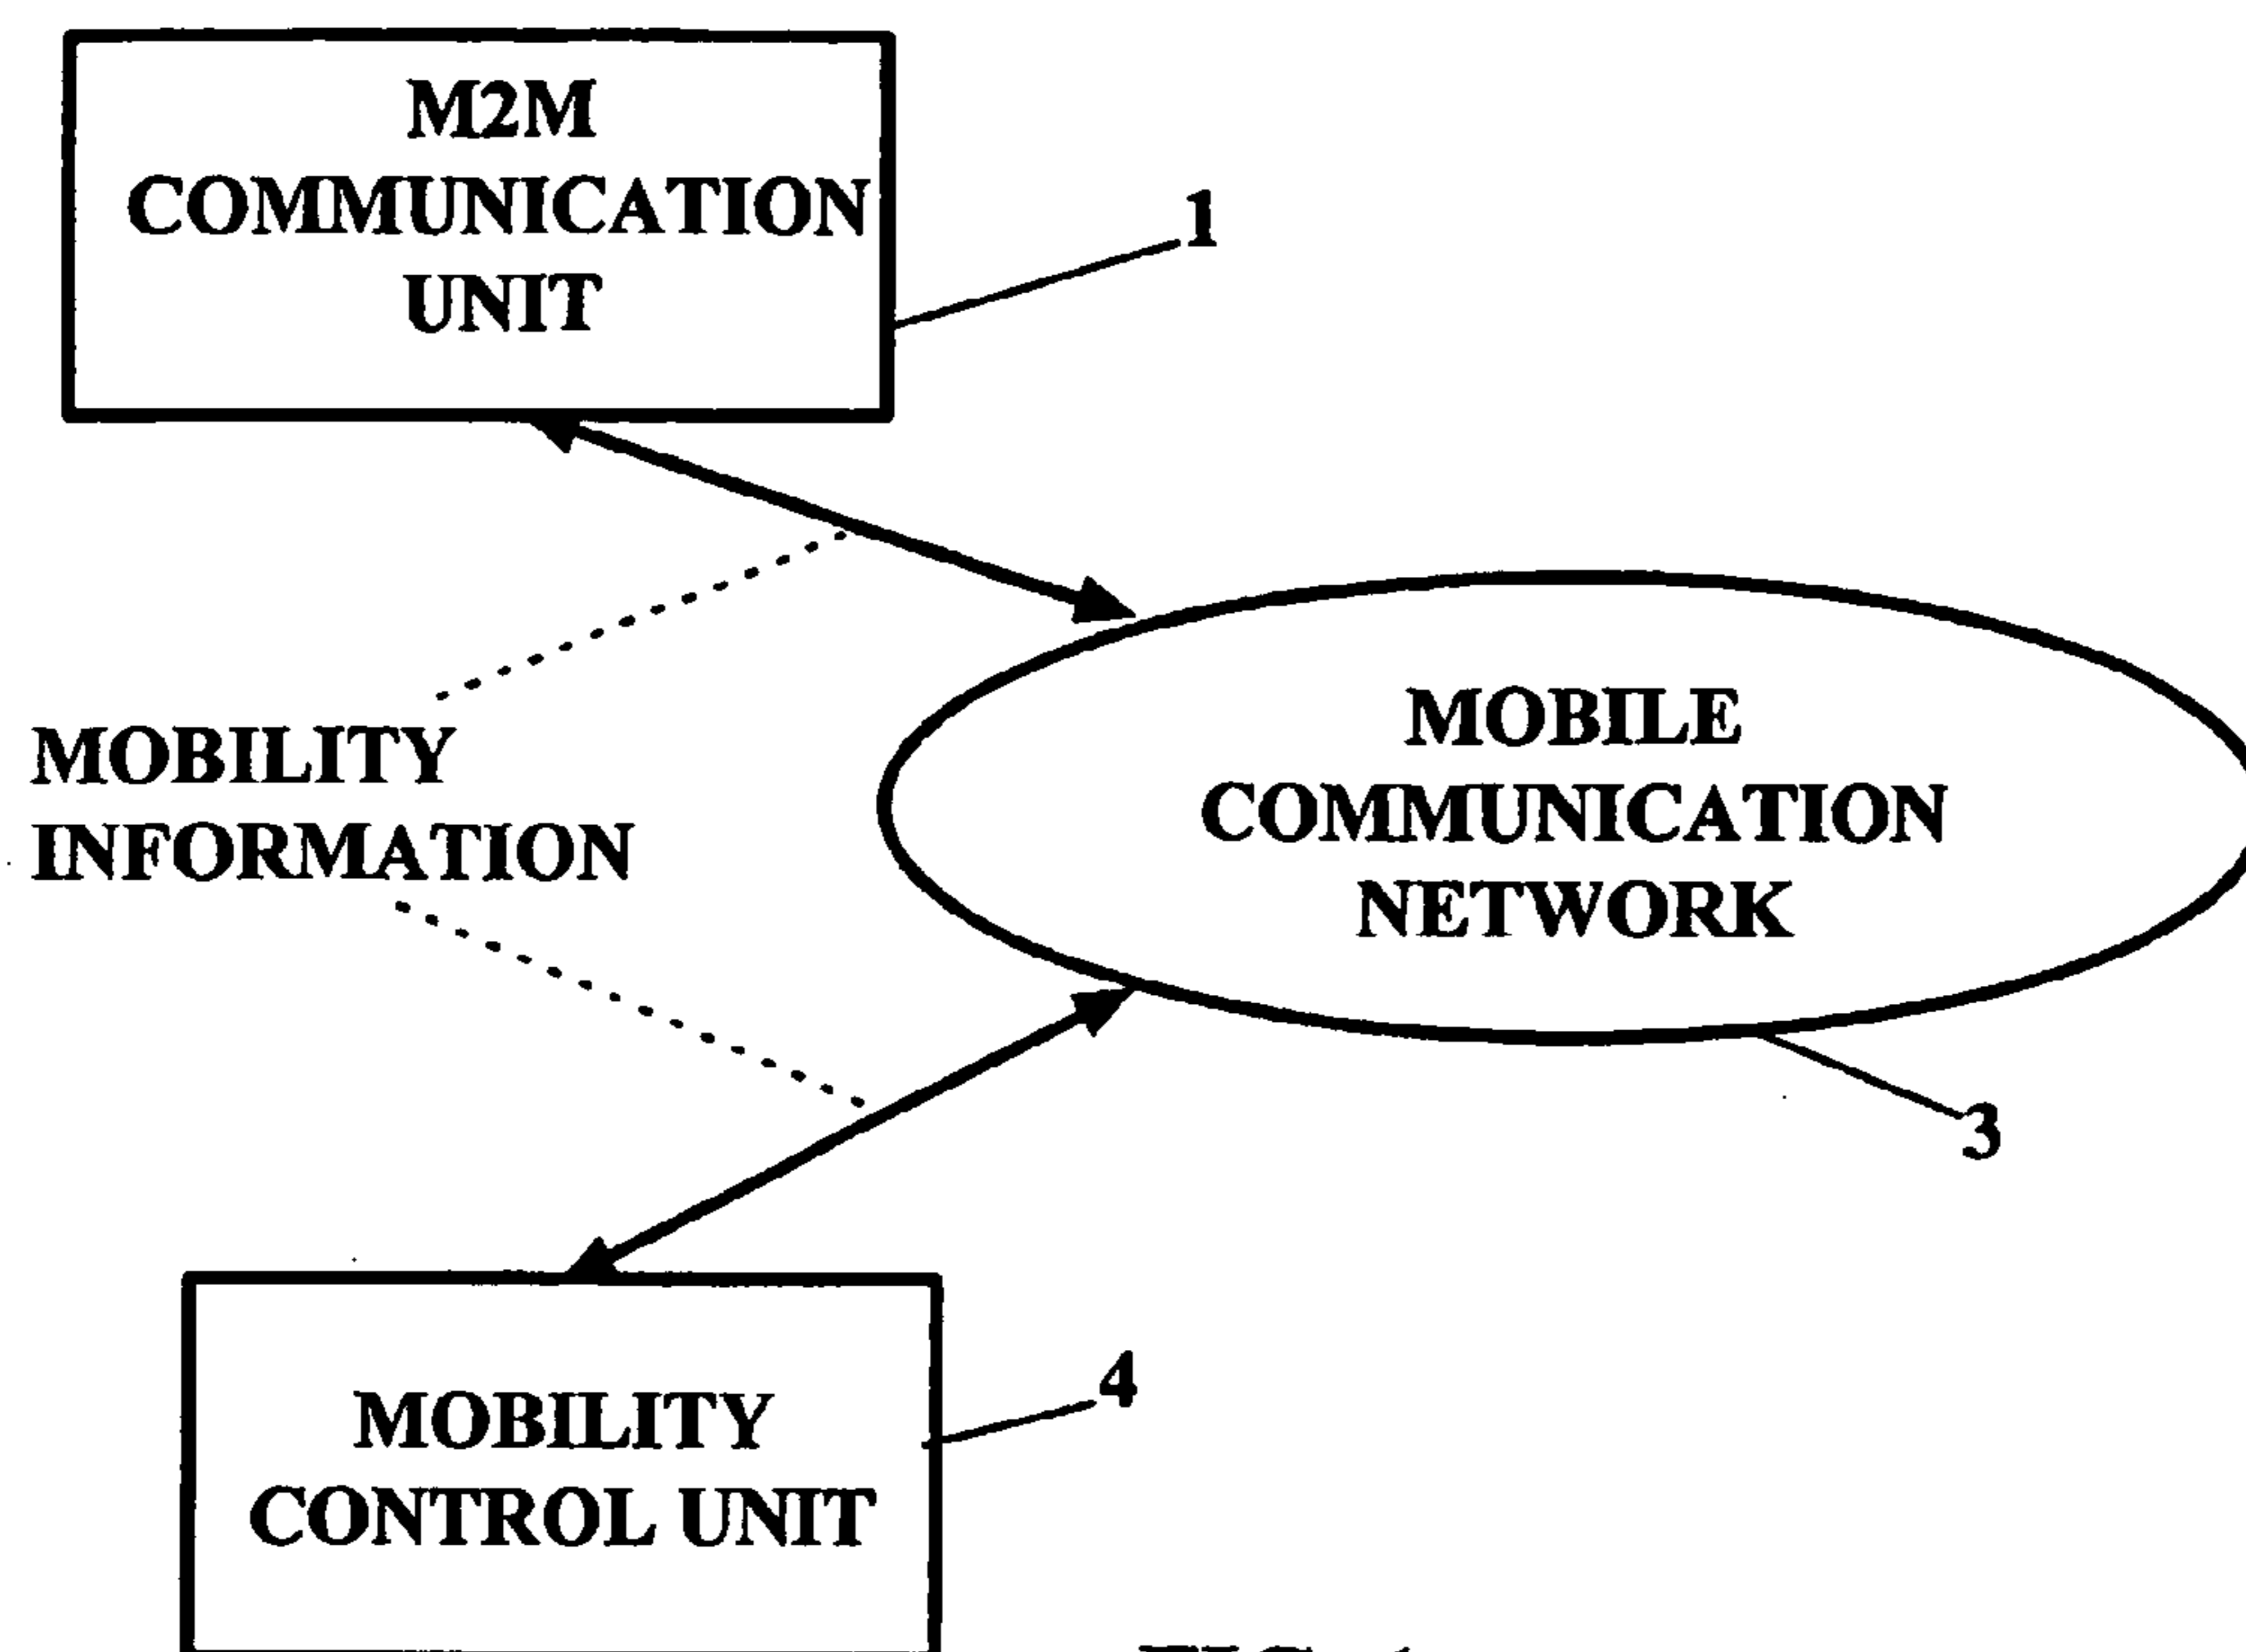 M2M
COMMUNICATION
UNIT
1
MOBILE
COMMUNICATION
NETWORK
MOBILITY
INFORMATION
3
4
MOBILITY
CONTROL UNIT